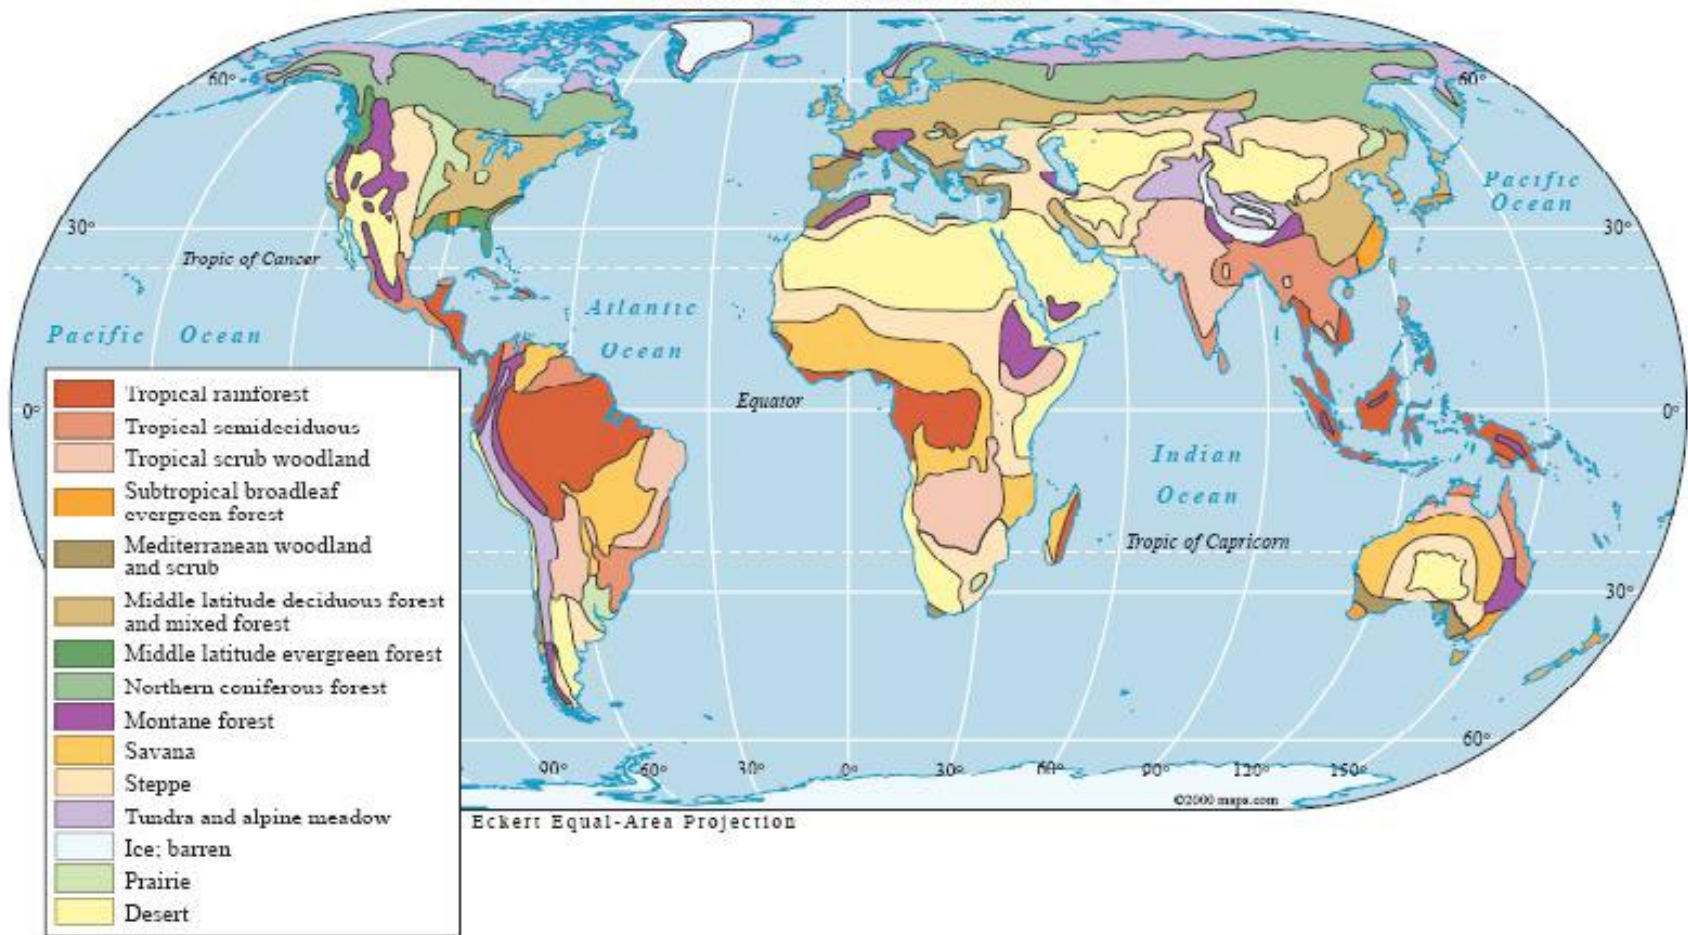 60°
60°
Pacific
Ocean
30°
30°
Tropic of Cancer
Atlantic
Ocean
Pacific Ocean
Equator
0°
0°
Indian
Ocean
Tropic of Capricorn
30°
60°
90°
60°
30°
0°
30°
60°
90°
120°
150°
©2000 maps.com
Eckert Equal-Area Projection
Tropical rainforest
Tropical semideciduous
Tropical scrub woodland
Subtropical broadleaf
evergreen forest
Mediterranean woodland
and scrub
Middle latitude deciduous forest
and mixed forest
Middle latitude evergreen forest
Northern coniferous forest
Montane forest
Savana
Steppe
Tundra and alpine meadow
Ice; barren
Prairie
Desert